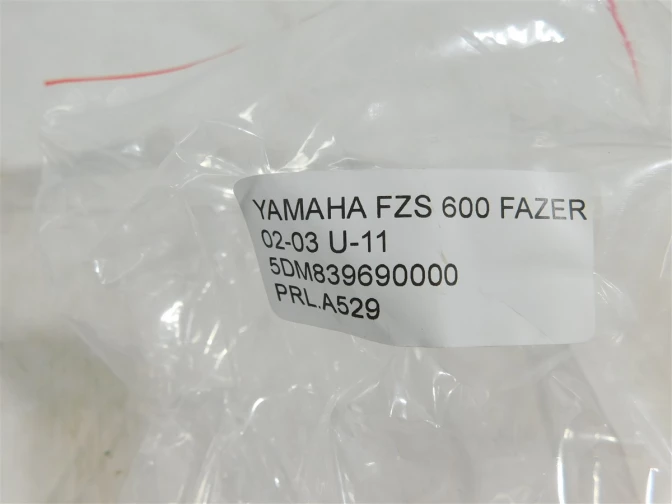 YAMAHA FZS 600 FAZER
02-03 U-11
5DM839690000
PRL.A529